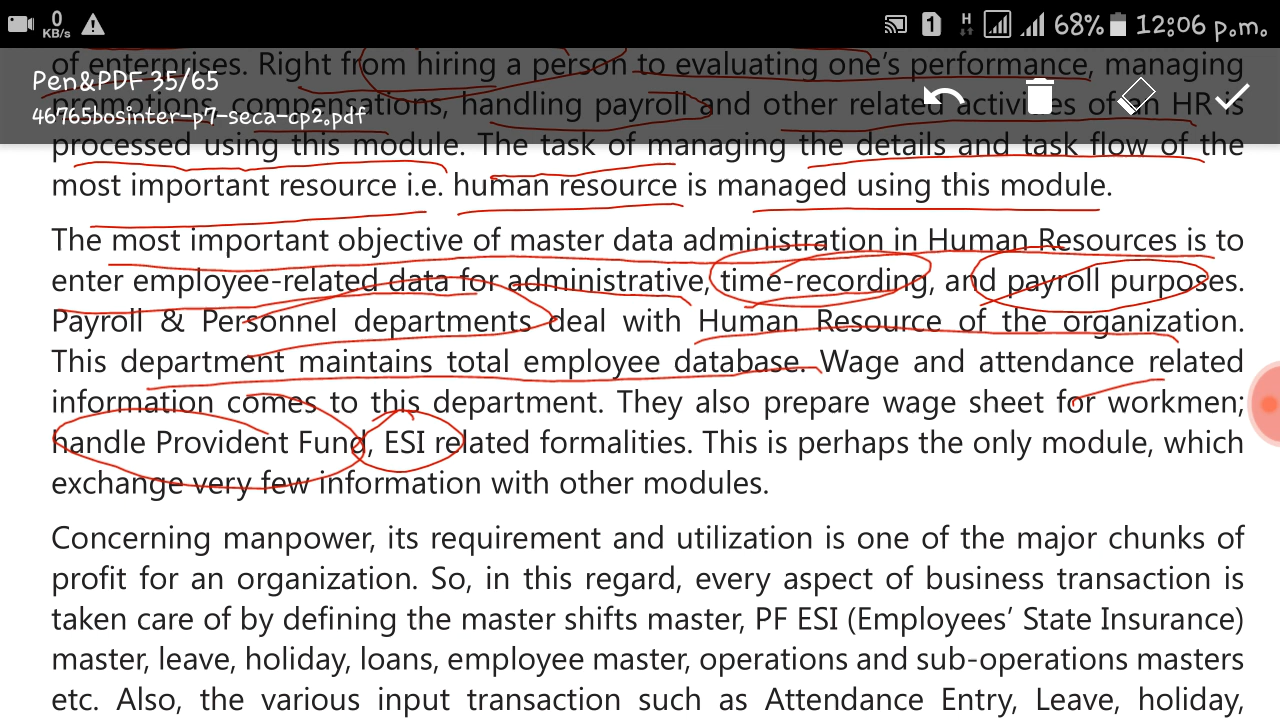 0 KB/s 1 H 68% 12:06 p.m.
of enterprises. Right from hiring a person to evaluating one’s performance, managing
Pen&PDF 35/65
promotions, compensations, handling payroll and other related activities of an HR is
46765bosinter-p7-seca-cp2.pdf
processed using this module. The task of managing the details and task flow of the
most important resource i.e. human resource is managed using this module.
The most important objective of master data administration in Human Resources is to
enter employee-related data for administrative, time-recording, and payroll purposes.
Payroll & Personnel departments deal with Human Resource of the organization.
This department maintains total employee database. Wage and attendance related
information comes to this department. They also prepare wage sheet for workmen;
handle Provident Fund, ESI related formalities. This is perhaps the only module, which
exchange very few information with other modules.
Concerning manpower, its requirement and utilization is one of the major chunks of
profit for an organization. So, in this regard, every aspect of business transaction is
taken care of by defining the master shifts master, PF ESI (Employees’ State Insurance)
master, leave, holiday, loans, employee master, operations and sub-operations masters
etc. Also, the various input transaction such as Attendance Entry, Leave, holiday,